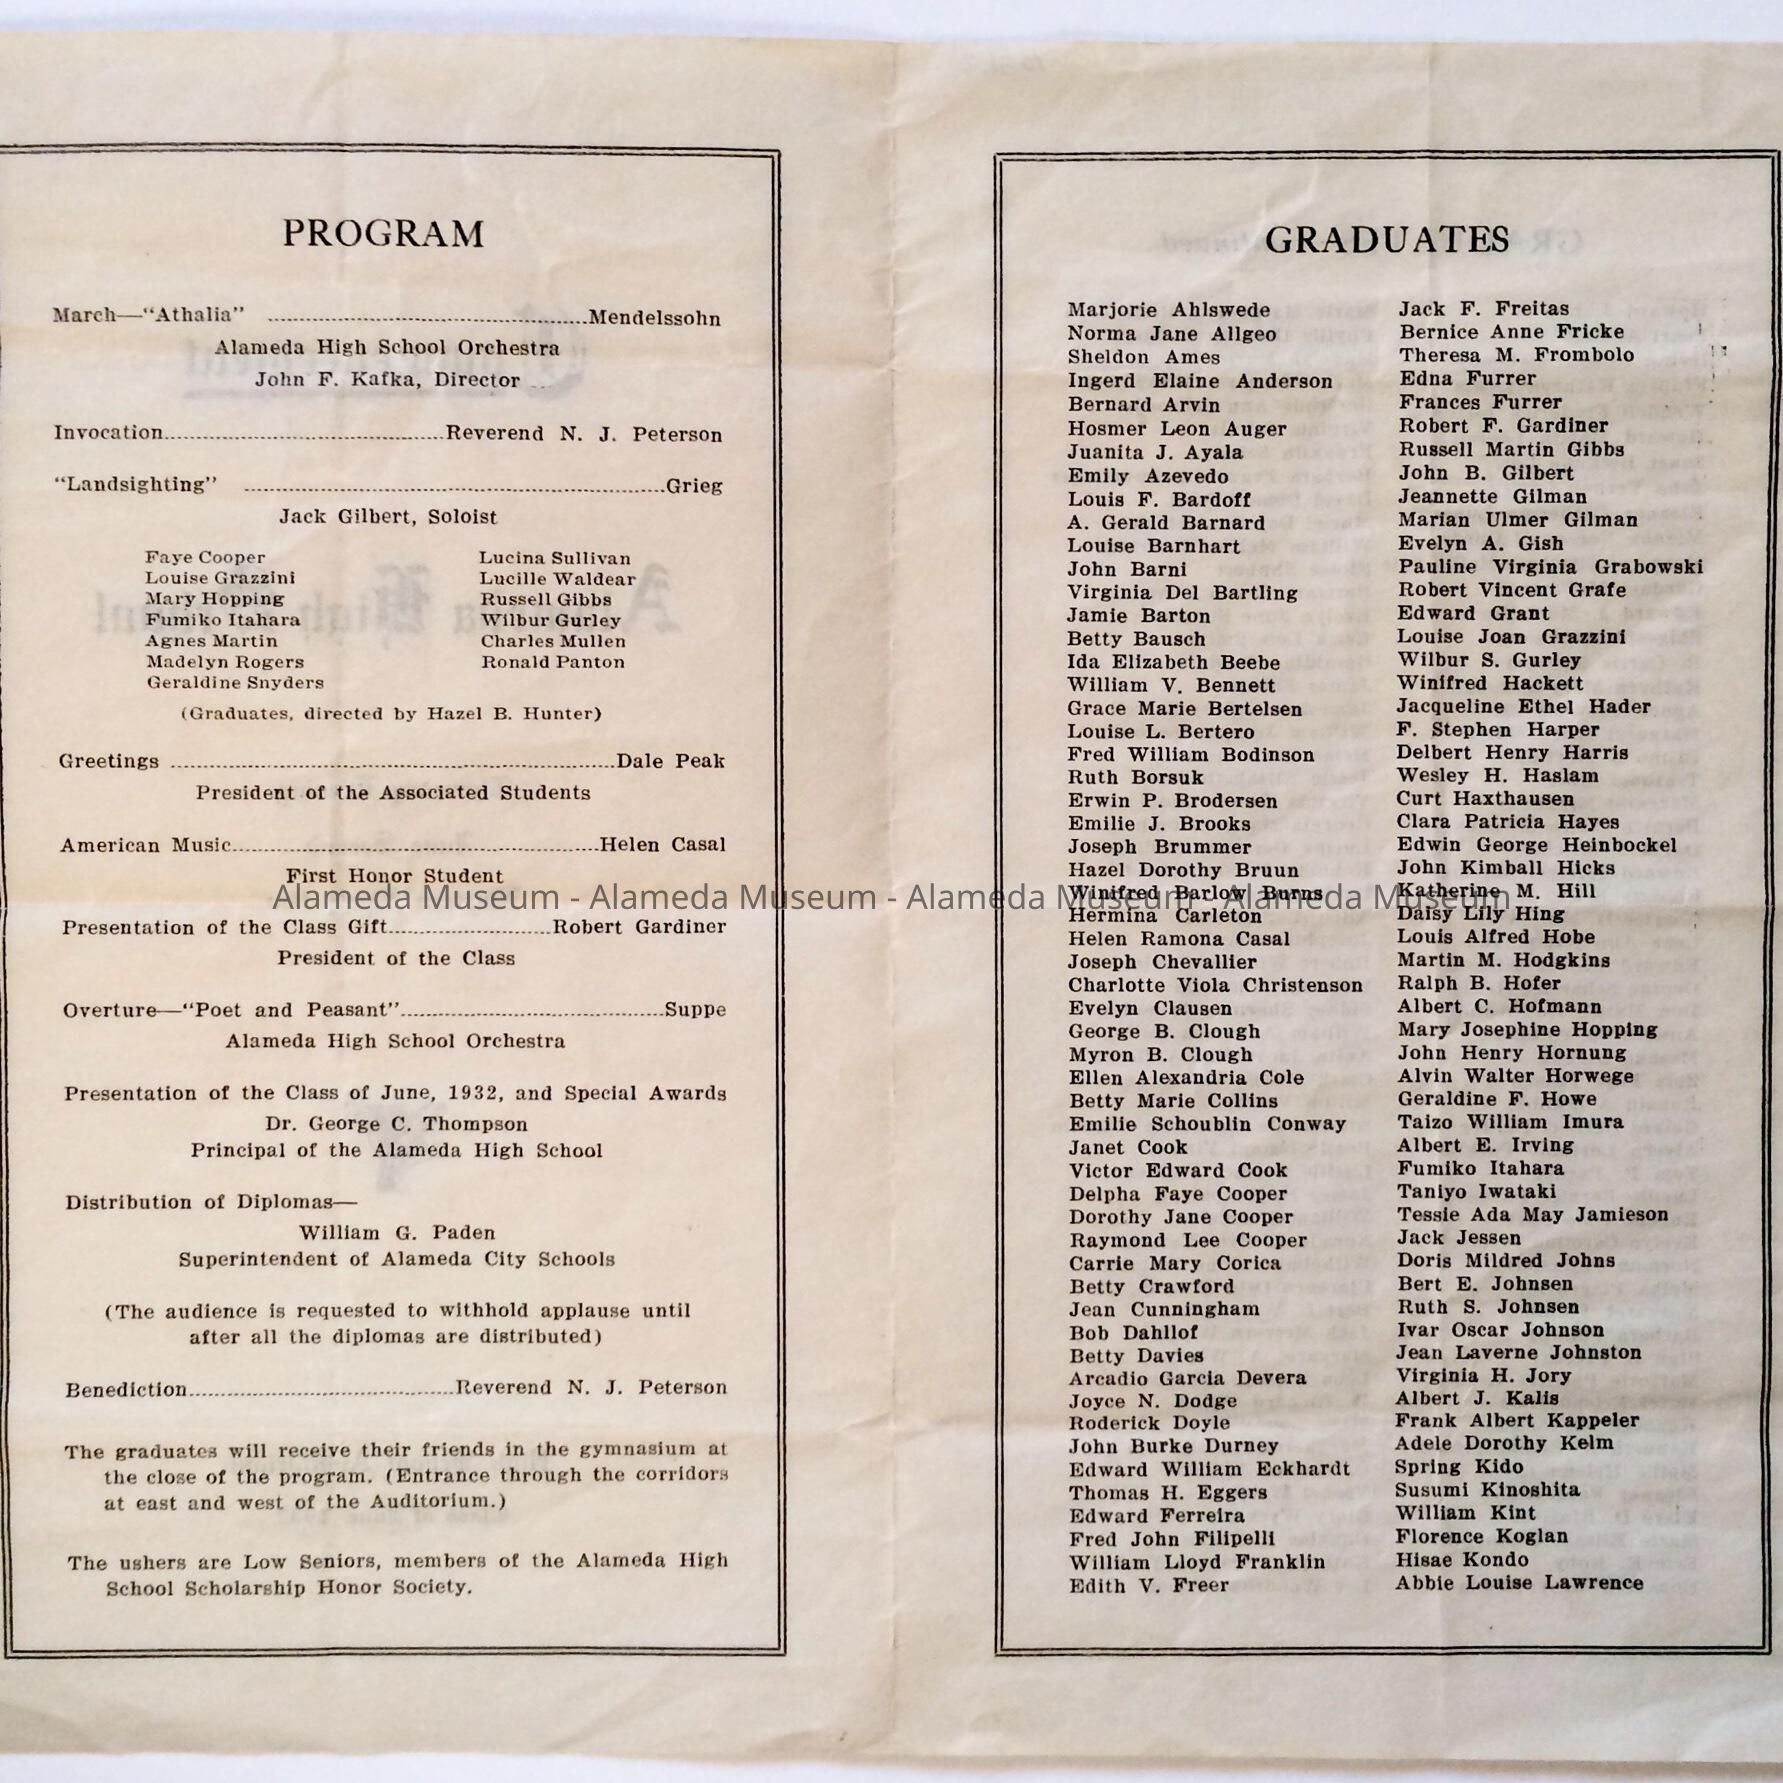 PROGRAM
March—“Athalia” ..........Mendelssohn
Alameda High School Orchestra
John F. Kafka, Director
Invocation..........Reverend N. J. Peterson
“Landsighting” ..........Grieg
Jack Gilbert, Soloist
Faye Cooper
Louise Grazzini
Mary Hopping
Fumiko Itahara
Agnes Martin
Madelyn Rogers
Geraldine Snyders
Lucina Sullivan
Lucille Waldear
Russell Gibbs
Wilbur Gurley
Charles Mullen
Ronald Panton
(Graduates, directed by Hazel B. Hunter)
Greetings ..........Dale Peak
President of the Associated Students
American Music..........Helen Casal
First Honor Student
Presentation of the Class Gift..........Robert Gardiner
President of the Class
Overture—“Poet and Peasant”..........Suppe
Alameda High School Orchestra
Presentation of the Class of June, 1932, and Special Awards
Dr. George C. Thompson
Principal of the Alameda High School
Distribution of Diplomas—
William G. Paden
Superintendent of Alameda City Schools
(The audience is requested to withhold applause until
after all the diplomas are distributed)
Benediction..........Reverend N. J. Peterson
The graduates will receive their friends in the gymnasium at
the close of the program. (Entrance through the corridors
at east and west of the Auditorium.)
The ushers are Low Seniors, members of the Alameda High
School Scholarship Honor Society.
GRADUATES
Marjorie Ahlswede
Norma Jane Allgeo
Sheldon Ames
Ingerd Elaine Anderson
Bernard Arvin
Hosmer Leon Auger
Juanita J. Ayala
Emily Azevedo
Louis F. Bardoff
A. Gerald Barnard
Louise Barnhart
John Barni
Virginia Del Bartling
Jamie Barton
Betty Bausch
Ida Elizabeth Beebe
William V. Bennett
Grace Marie Bertelsen
Louise L. Bertero
Fred William Bodinson
Ruth Borsuk
Erwin P. Brodersen
Emilie J. Brooks
Joseph Brummer
Hazel Dorothy Bruun
Winifred Barlow Burns
Hermina Carleton
Helen Ramona Casal
Joseph Chevallier
Charlotte Viola Christenson
Evelyn Clausen
George B. Clough
Myron B. Clough
Ellen Alexandria Cole
Betty Marie Collins
Emilie Schoublin Conway
Janet Cook
Victor Edward Cook
Delpha Faye Cooper
Dorothy Jane Cooper
Raymond Lee Cooper
Carrie Mary Corica
Betty Crawford
Jean Cunningham
Bob Dahllof
Betty Davies
Arcadio Garcia Devera
Joyce N. Dodge
Roderick Doyle
John Burke Durney
Edward William Eckhardt
Thomas H. Eggers
Edward Ferreira
Fred John Filipelli
William Lloyd Franklin
Edith V. Freer
Jack F. Freitas
Bernice Anne Fricke
Theresa M. Frombolo
Edna Furrer
Frances Furrer
Robert F. Gardiner
Russell Martin Gibbs
John B. Gilbert
Jeannette Gilman
Marian Ulmer Gilman
Evelyn A. Gish
Pauline Virginia Grabowski
Robert Vincent Grafe
Edward Grant
Louise Joan Grazzini
Wilbur S. Gurley
Winifred Hackett
Jacqueline Ethel Hader
F. Stephen Harper
Delbert Henry Harris
Wesley H. Haslam
Curt Haxthausen
Clara Patricia Hayes
Edwin George Heinbockel
John Kimball Hicks
Katherine M. Hill
Daisy Lily Hing
Louis Alfred Hobe
Martin M. Hodgkins
Ralph B. Hofer
Albert C. Hofmann
Mary Josephine Hopping
John Henry Hornung
Alvin Walter Horwege
Geraldine F. Howe
Taizo William Imura
Albert E. Irving
Fumiko Itahara
Taniyo Iwataki
Tessie Ada May Jamieson
Jack Jessen
Doris Mildred Johns
Bert E. Johnsen
Ruth S. Johnsen
Ivar Oscar Johnson
Jean Laverne Johnston
Virginia H. Jory
Albert J. Kalis
Frank Albert Kappeler
Adele Dorothy Kelm
Spring Kido
Susumi Kinoshita
William Kint
Florence Koglan
Hisae Kondo
Abbie Louise Lawrence
Alameda Museum - Alameda Museum - Alameda Museum - Alameda Museum